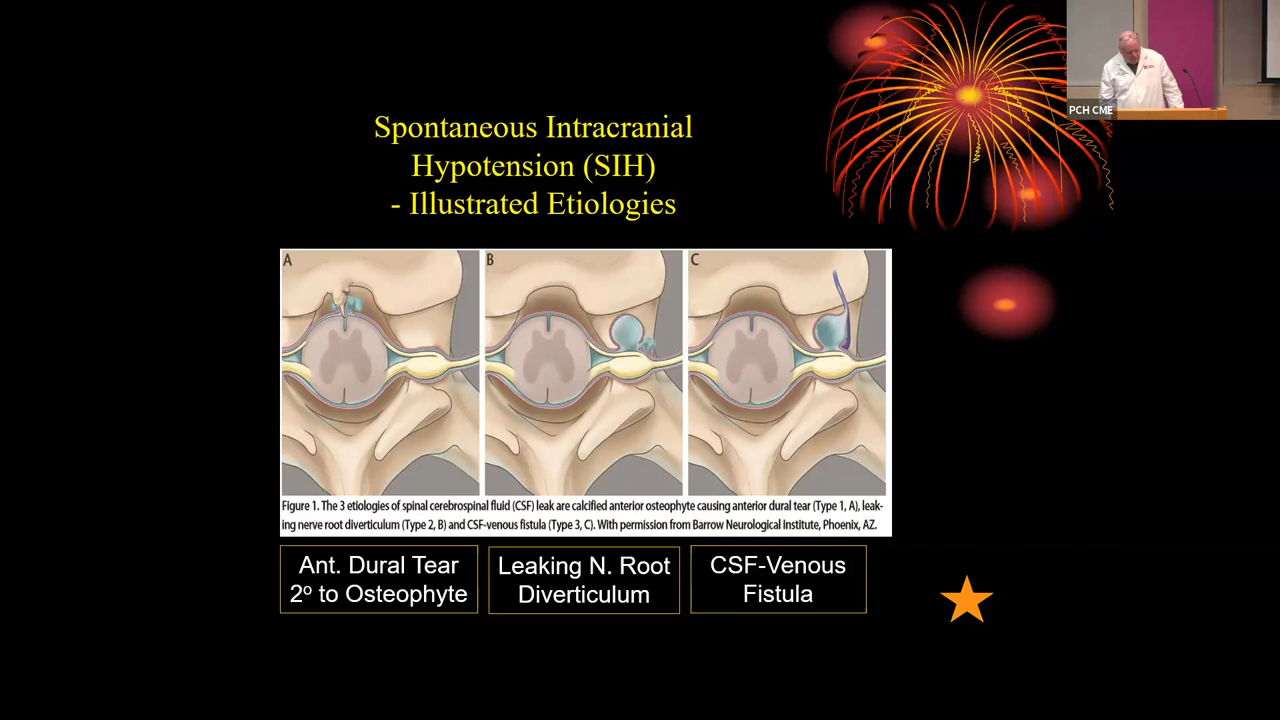 Spontaneous Intracranial
Hypotension (SIH)
- Illustrated Etiologies
PCH CME
A
B
C
Figure 1. The 3 etiologies of spinal cerebrospinal fluid (CSF) leak are calcified anterior osteophyte causing anterior dural tear (Type 1, A), leak-
ing nerve root diverticulum (Type 2, B) and CSF-venous fistula (Type 3, C). With permission from Barrow Neurological Institute, Phoenix, AZ.
Ant. Dural Tear
2º to Osteophyte
Leaking N. Root
Diverticulum
CSF-Venous
Fistula